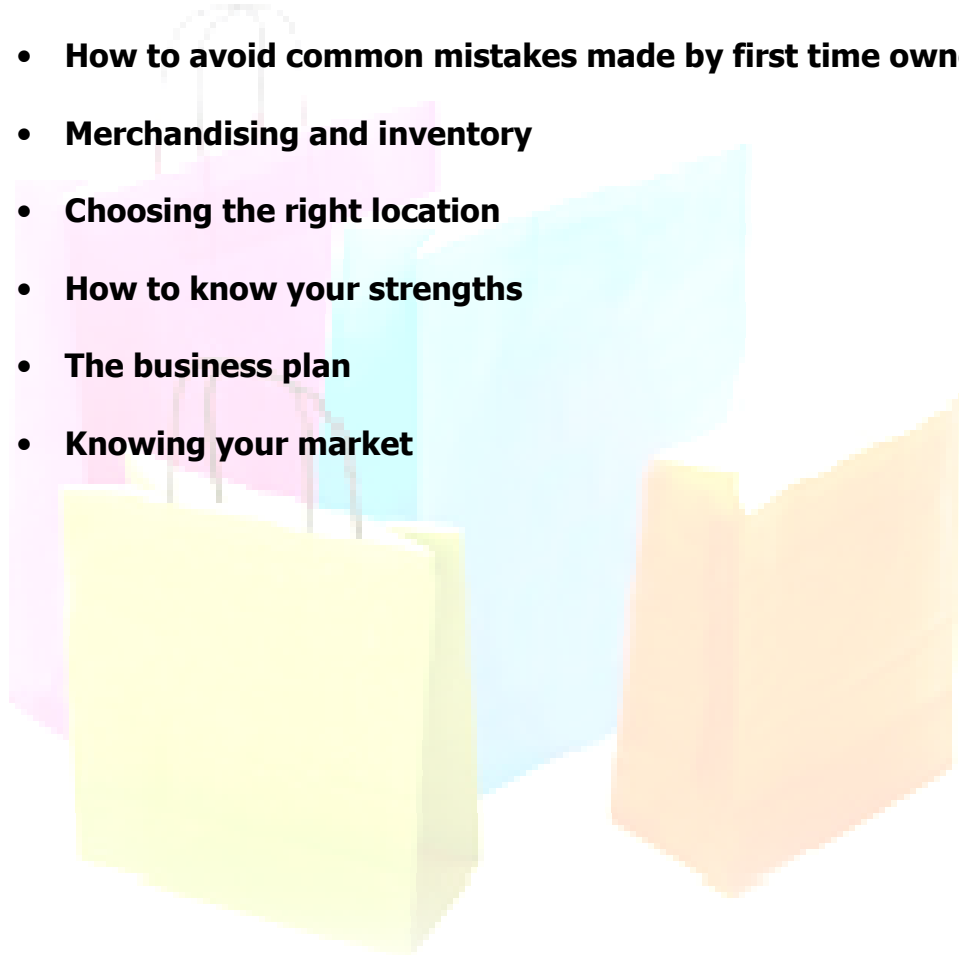 • How to avoid common mistakes made by first time
• Merchandising and inventory
• Choosing the right location
• How to know your strengths
• The business plan
• Knowing your market